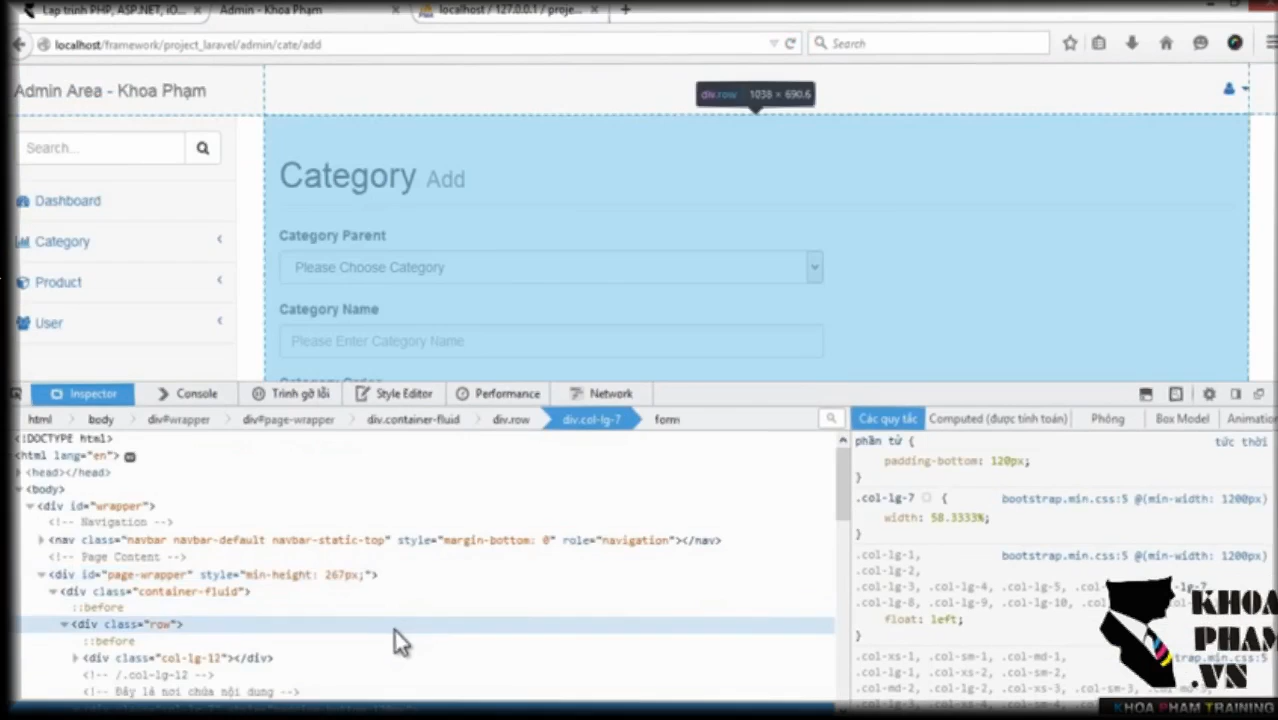 Lập trình PHP, ASP.NET, iO... × Admin - Khoa Phạm × localhost / 127.0.0.1 / proje... × +
localhost/framework/project_laravel/admin/cate/add Search
Admin Area - Khoa Phạm
div.row 1038 × 690.6
Search...
Category Add
Dashboard
Category Parent
Category
Please Choose Category
Product
Category Name
User
Please Enter Category Name
Inspector Console Trình gỡ lỗi Style Editor Performance Network
html body div#wrapper div#page-wrapper div.container-fluid div.row div.col-lg-7 form
Các quy tắc Computed (được tính toán) Phông Box Model Animation
<!DOCTYPE html>
<html lang="en">
<head></head>
<body>
<div id="wrapper">
<!-- Navigation -->
<nav class="navbar navbar-default navbar-static-top" style="margin-bottom: 0" role="navigation"></nav>
<!-- Page Content -->
<div id="page-wrapper" style="min-height: 267px;">
<div class="container-fluid">
::before
<div class="row">
::before
<div class="col-lg-12"></div>
<!-- /.col-lg-12 -->
<!-- Đây là nơi chứa nội dung -->
phần tử { tức thời
padding-bottom: 120px;
}
.col-lg-7 { bootstrap.min.css:5 @(min-width: 1200px)
width: 58.3333%;
}
.col-lg-1, bootstrap.min.css:5 @(min-width: 1200px)
.col-lg-2,
.col-lg-3, .col-lg-4, .col-lg-5,
.col-lg-8, .col-lg-9, .col-lg-10,
float: left;
}
.col-xs-1, .col-sm-1, .col-md-1,
.col-xs-2, .col-sm-2,
.col-md-2, .col-xs-3, .col-sm-3,
KHOA
PHAM
.VN
KHOA PHAM TRAINING